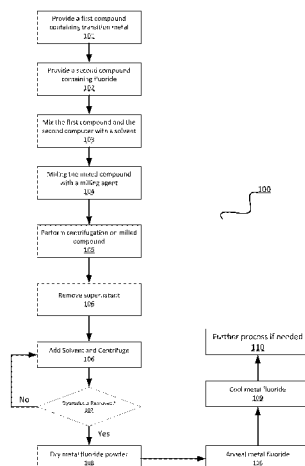 Provide a first compound
containing transition metal
101
Provide a second compound
containing fluoride
102
Mix the first compound and the
second computer with a solvent
103
Milling the mixed compound
with a milling agent
104
Perform centrifugation on milled
compound
105
Remove supernatant
106
Add Solvent and Centrifuge
106
No
Removed?
Yes
Dry metal fluoride powder
108
Anneal metal fluoride
Cool metal fluoride
109
Further process if needed
110
100